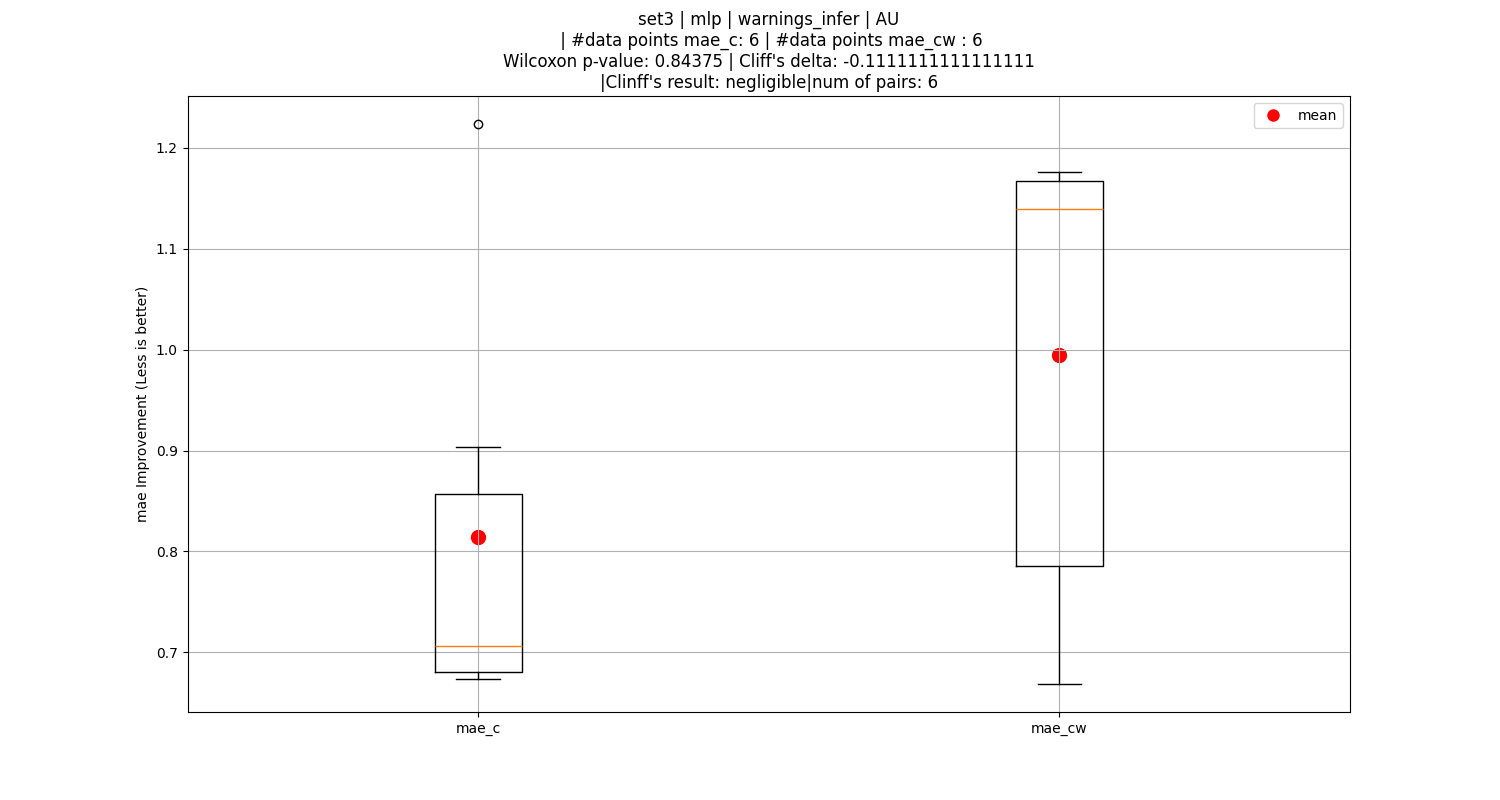 set3 | mlp | warnings_infer | AU
| #data points mae_c: 6 | #data points mae_cw : 6
Wilcoxon p-value: 0.84375 | Cliff's delta: -0.1111111111111111
|Clinff's result: negligible|num of pairs: 6
mean
1.2
1.1
1.0
0.9
0.8
0.7
mae Improvement (Less is better)
mae_c
mae_cw